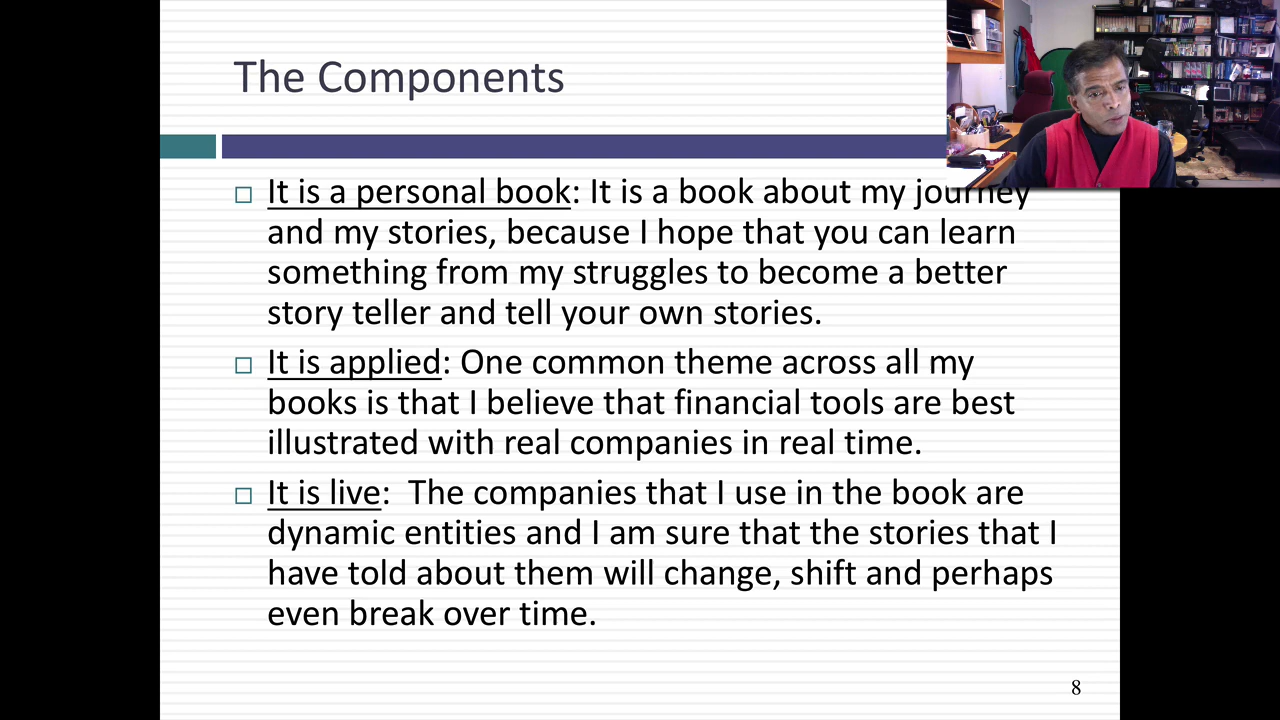 The Components
It is a personal book: It is a book about my journey
and my stories, because I hope that you can learn
something from my struggles to become a better
story teller and tell your own stories.
It is applied: One common theme across all my
books is that I believe that financial tools are best
illustrated with real companies in real time.
It is live: The companies that I use in the book are
dynamic entities and I am sure that the stories that I
have told about them will change, shift and perhaps
even break over time.
8